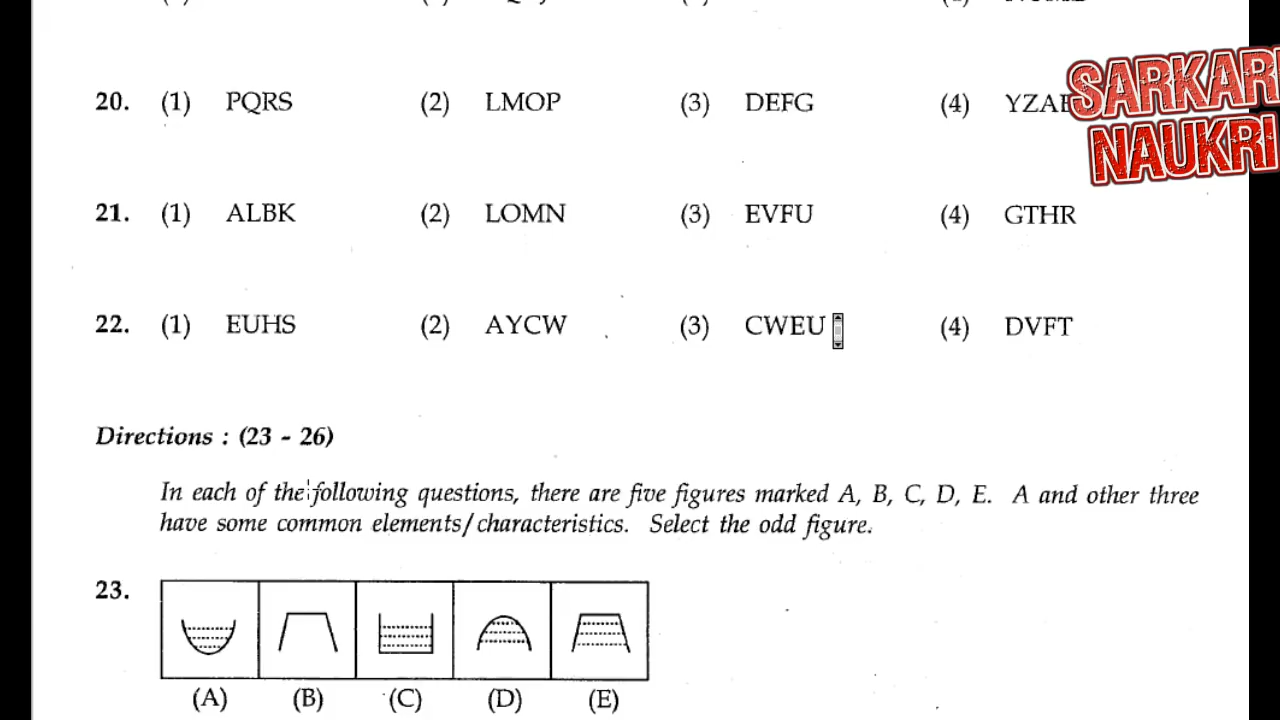 20. (1) PQRS (2) LMOP (3) DEFG (4)
SARKARI
NAUKRI
21. (1) ALBK (2) LOMN (3) EVFU (4) GTHR
22. (1) EUHS (2) AYCW (3) CWEU (4) DVFT
Directions : (23 - 26)
In each of the following questions, there are five figures marked A, B, C, D, E. A and other three
have some common elements/characteristics. Select the odd figure.
23.
(A) (B) (C) (D) (E)